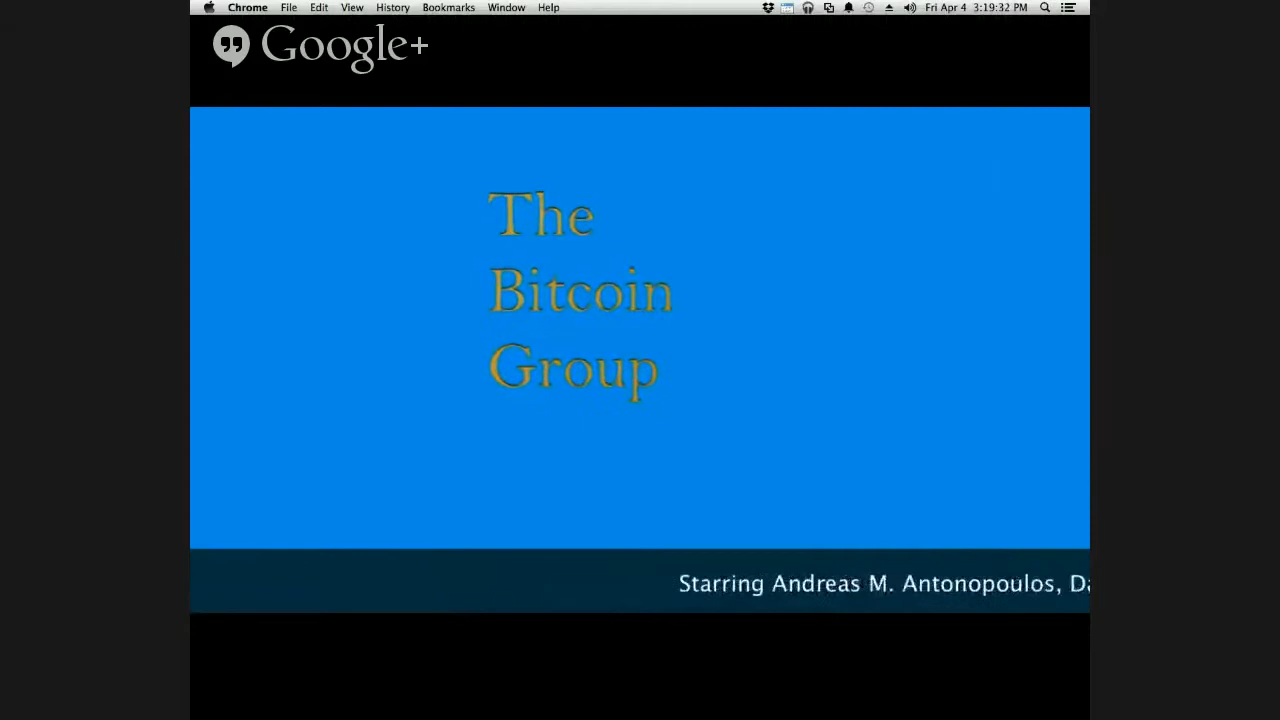 Chrome File Edit View History Bookmarks Window Help Fri Apr 4 3:19:32 PM
Google+
The
Bitcoin
Group
Starring Andreas M. Antonopoulos,